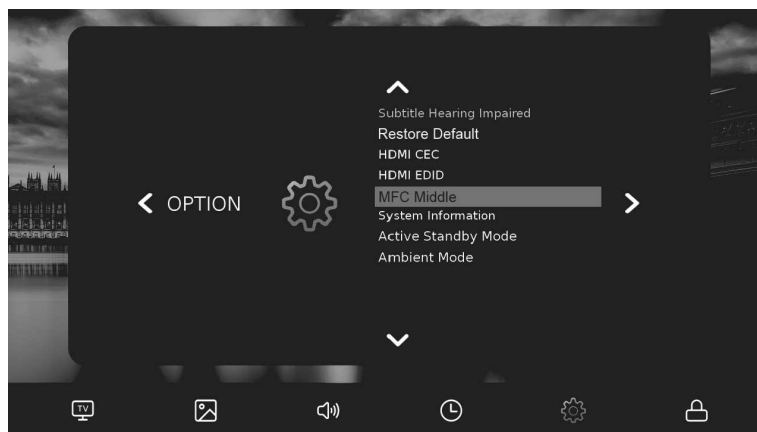 Subtitle Hearing Impaired
Restore Default
HDMI CEC
HDMI EDID
OPTION
MFC Middle
System Information
Active Standby Mode
Ambient Mode
TV